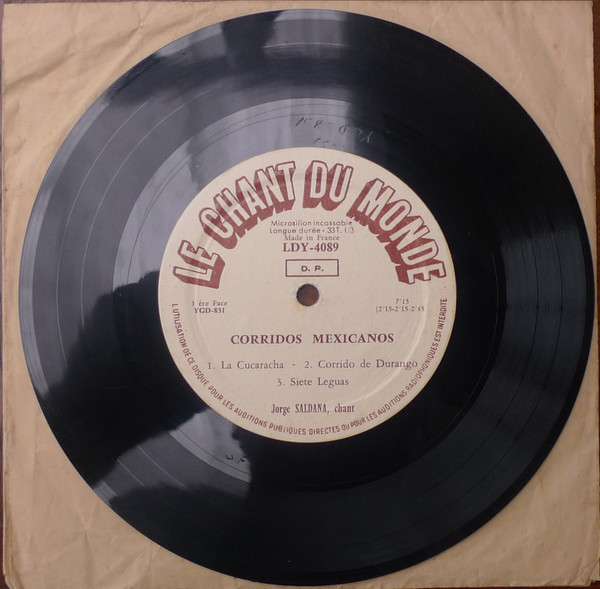 LE CHANT DU MONDE
Microsillon incassable
Longue durée - 33 T. 1/3
Made in France
LDY-4089
D. P.
1 ère Face
YGD-831
7'15
[2'15-2'15-2'45
CORRIDOS MEXICANOS
1. La Cucaracha - 2. Corrido de Durango
3. Siete Leguas
Jorge SALDANA, chant
L'UTILISATION DE CE DISQUE POUR LES AUDITIONS PUBLIQUES DIRECTES OU POUR LES AUDITIONS RADIOPHONIQUES EST INTERDITE